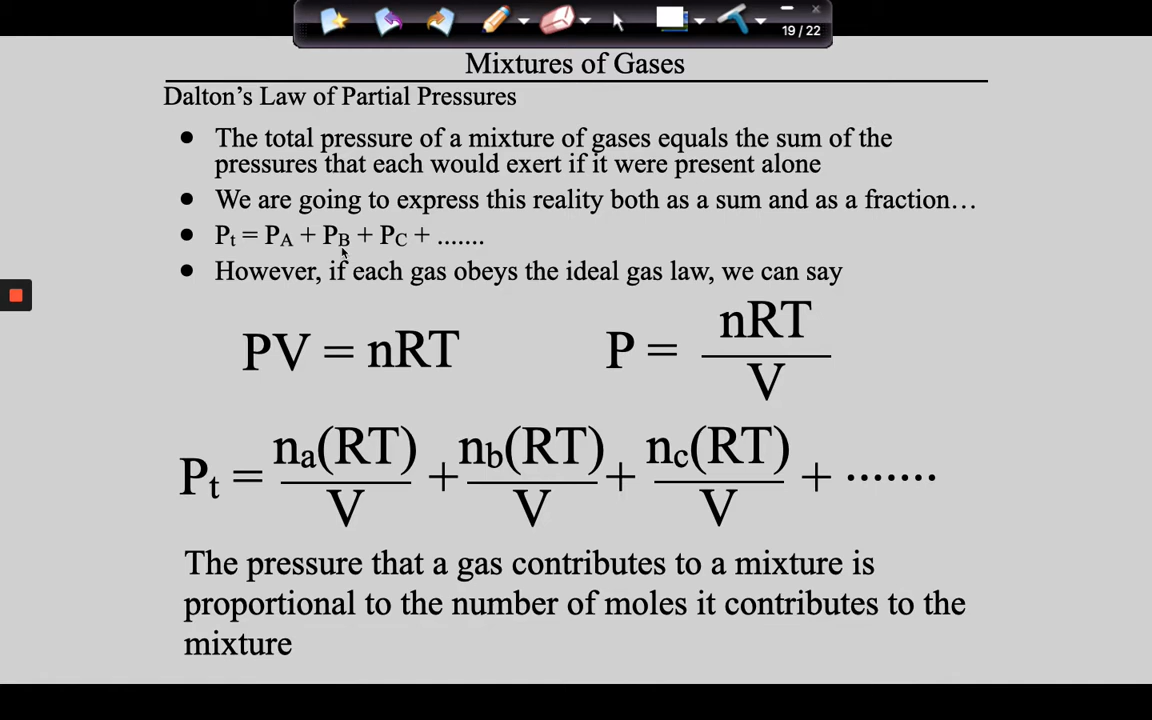 19 / 22
Mixtures of Gases
Dalton's Law of Partial Pressures
• The total pressure of a mixture of gases equals the sum of the
pressures that each would exert if it were present alone
• We are going to express this reality both as a sum and as a fraction…
• Pt = PA + PB + PC + .......
• However, if each gas obeys the ideal gas law, we can say
PV = nRT P = nRT/V
Pt = na(RT)/V + nb(RT)/V + nc(RT)/V + .......
The pressure that a gas contributes to a mixture is
proportional to the number of moles it contributes to the
mixture